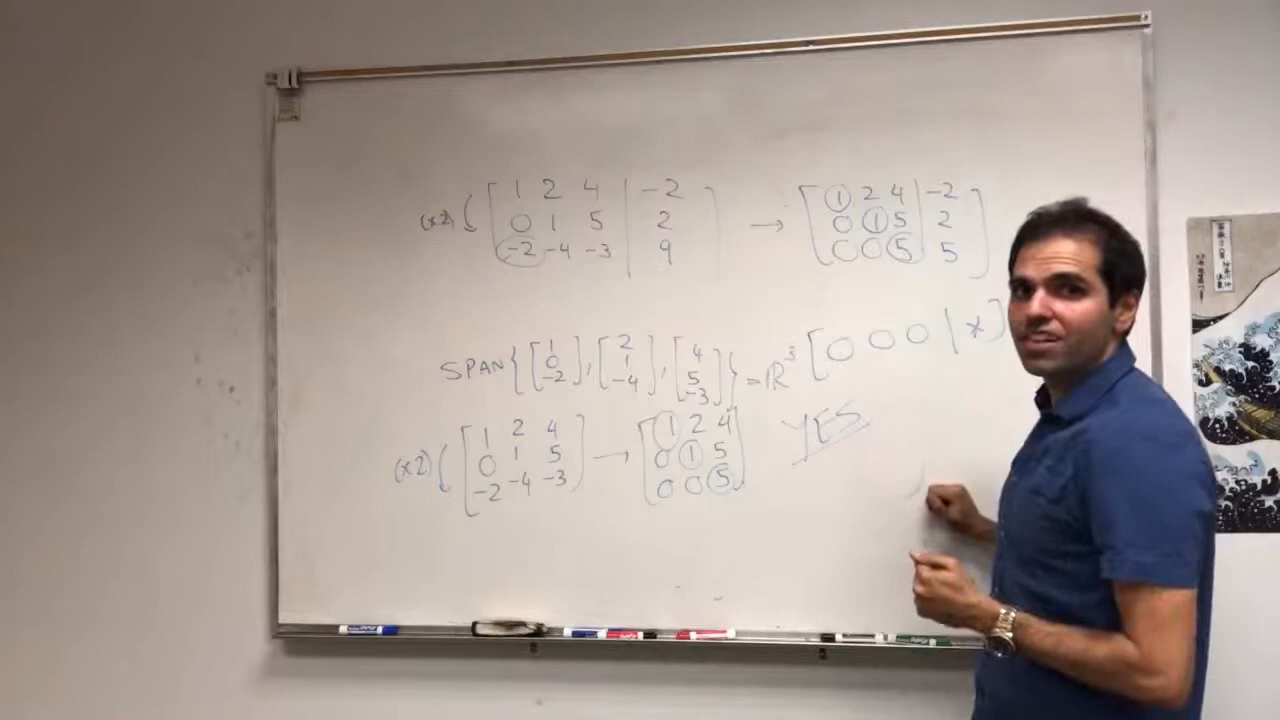 (x2) [ 1 2 4 | -2 ] → [ 1 2 4 | -2 ]
0 1 5 | 2 0 1 5 | 2
-2 -4 -3 | 9 0 0 5 | 5
SPAN { [ 1 0 -2 ] , [ 2 1 -4 ] , [ 4 5 -3 ] } = ℝ³ [ 0 0 0 | * ]
(x2) [ 1 2 4 ] → [ 1 2 4 ] YES
0 1 5 0 1 5
-2 -4 -3 0 0 5